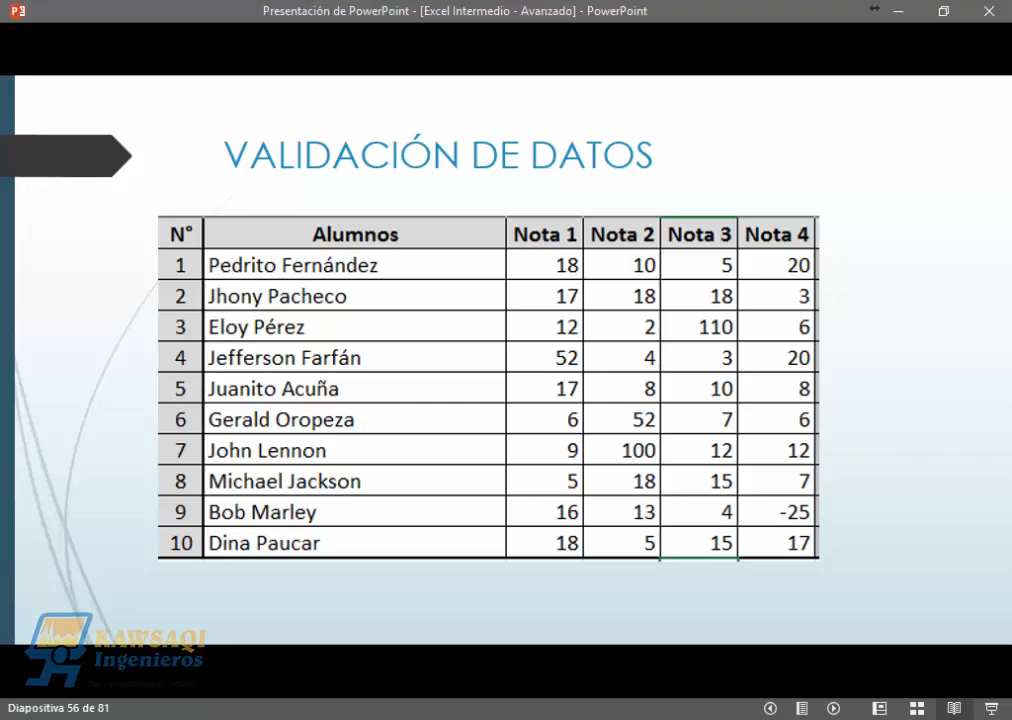 Presentación de PowerPoint - [Excel Intermedio - Avanzado] - PowerPoint
VALIDACIÓN DE DATOS
N° Alumnos Nota 1 Nota 2 Nota 3 Nota 4
1 Pedrito Fernández 18 10 5 20
2 Jhony Pacheco 17 18 18 3
3 Eloy Pérez 12 2 110 6
4 Jefferson Farfán 52 4 3 20
5 Juanito Acuña 17 8 10 8
6 Gerald Oropeza 6 52 7 6
7 John Lennon 9 100 12 12
8 Michael Jackson 5 18 15 7
9 Bob Marley 16 13 4 -25
10 Dina Paucar 18 5 15 17
KAWSAQI
Ingenieros
Diapositiva 56 de 81